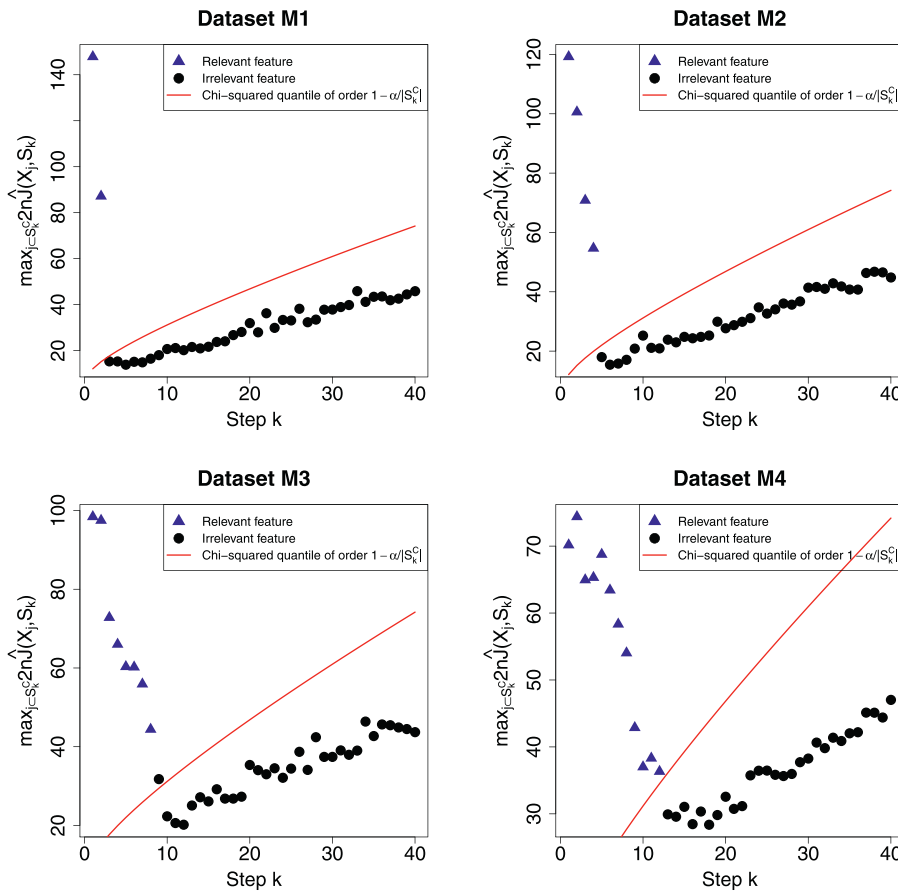 Dataset M1
max_{j⊂S_k^C} 2nĴ(X_j,S_k)
20 40 60 80 100 140
Relevant feature
Irrelevant feature
Chi-squared quantile of order 1−α/|S_k^C|
0 10 20 30 40
Step k
Dataset M2
max_{j⊂S_k^C} 2nĴ(X_j,S_k)
20 40 60 80 100 120
Relevant feature
Irrelevant feature
Chi-squared quantile of order 1−α/|S_k^C|
0 10 20 30 40
Step k
Dataset M3
max_{j⊂S_k^C} 2nĴ(X_j,S_k)
20 40 60 80 100
Relevant feature
Irrelevant feature
Chi-squared quantile of order 1−α/|S_k^C|
0 10 20 30 40
Step k
Dataset M4
max_{j⊂S_k^C} 2nĴ(X_j,S_k)
30 40 50 60 70
Relevant feature
Irrelevant feature
Chi-squared quantile of order 1−α/|S_k^C|
0 10 20 30 40
Step k